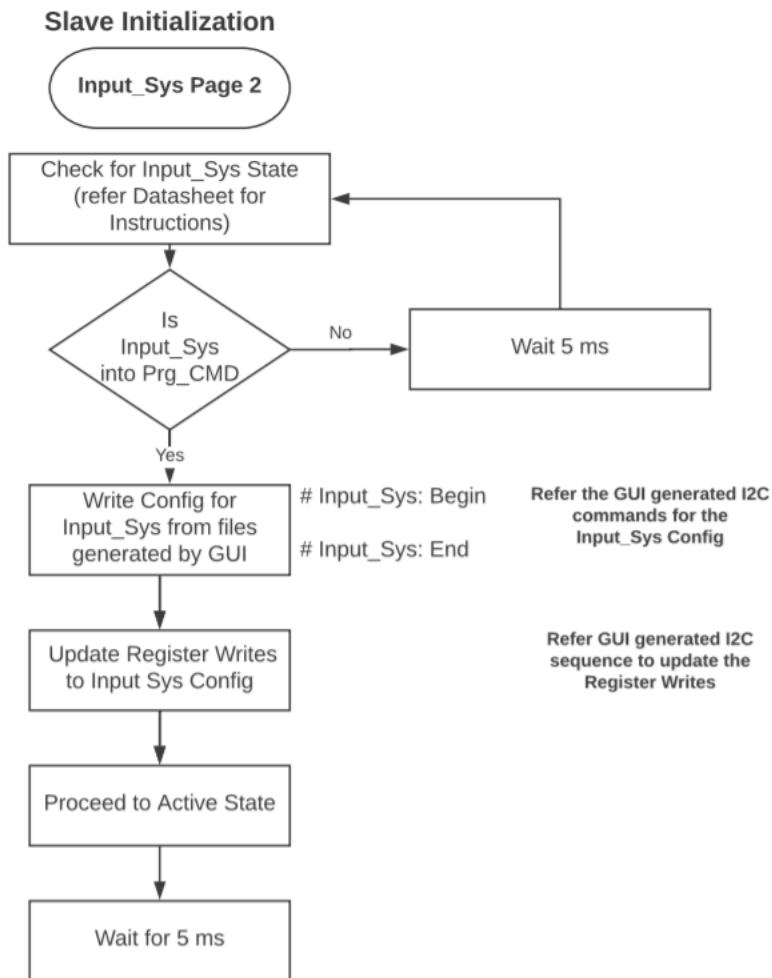 Slave Initialization
Input_Sys Page 2
Check for Input_Sys State
(refer Datasheet for
Instructions)
Is
Input_Sys
into Prg_CMD
No
Wait 5 ms
Yes
Write Config for
Input_Sys from files
generated by GUI
# Input_Sys: Begin
# Input_Sys: End
Refer the GUI generated I2C
commands for the
Input_Sys Config
Update Register Writes
to Input Sys Config
Refer GUI generated I2C
sequence to update the
Register Writes
Proceed to Active State
Wait for 5 ms